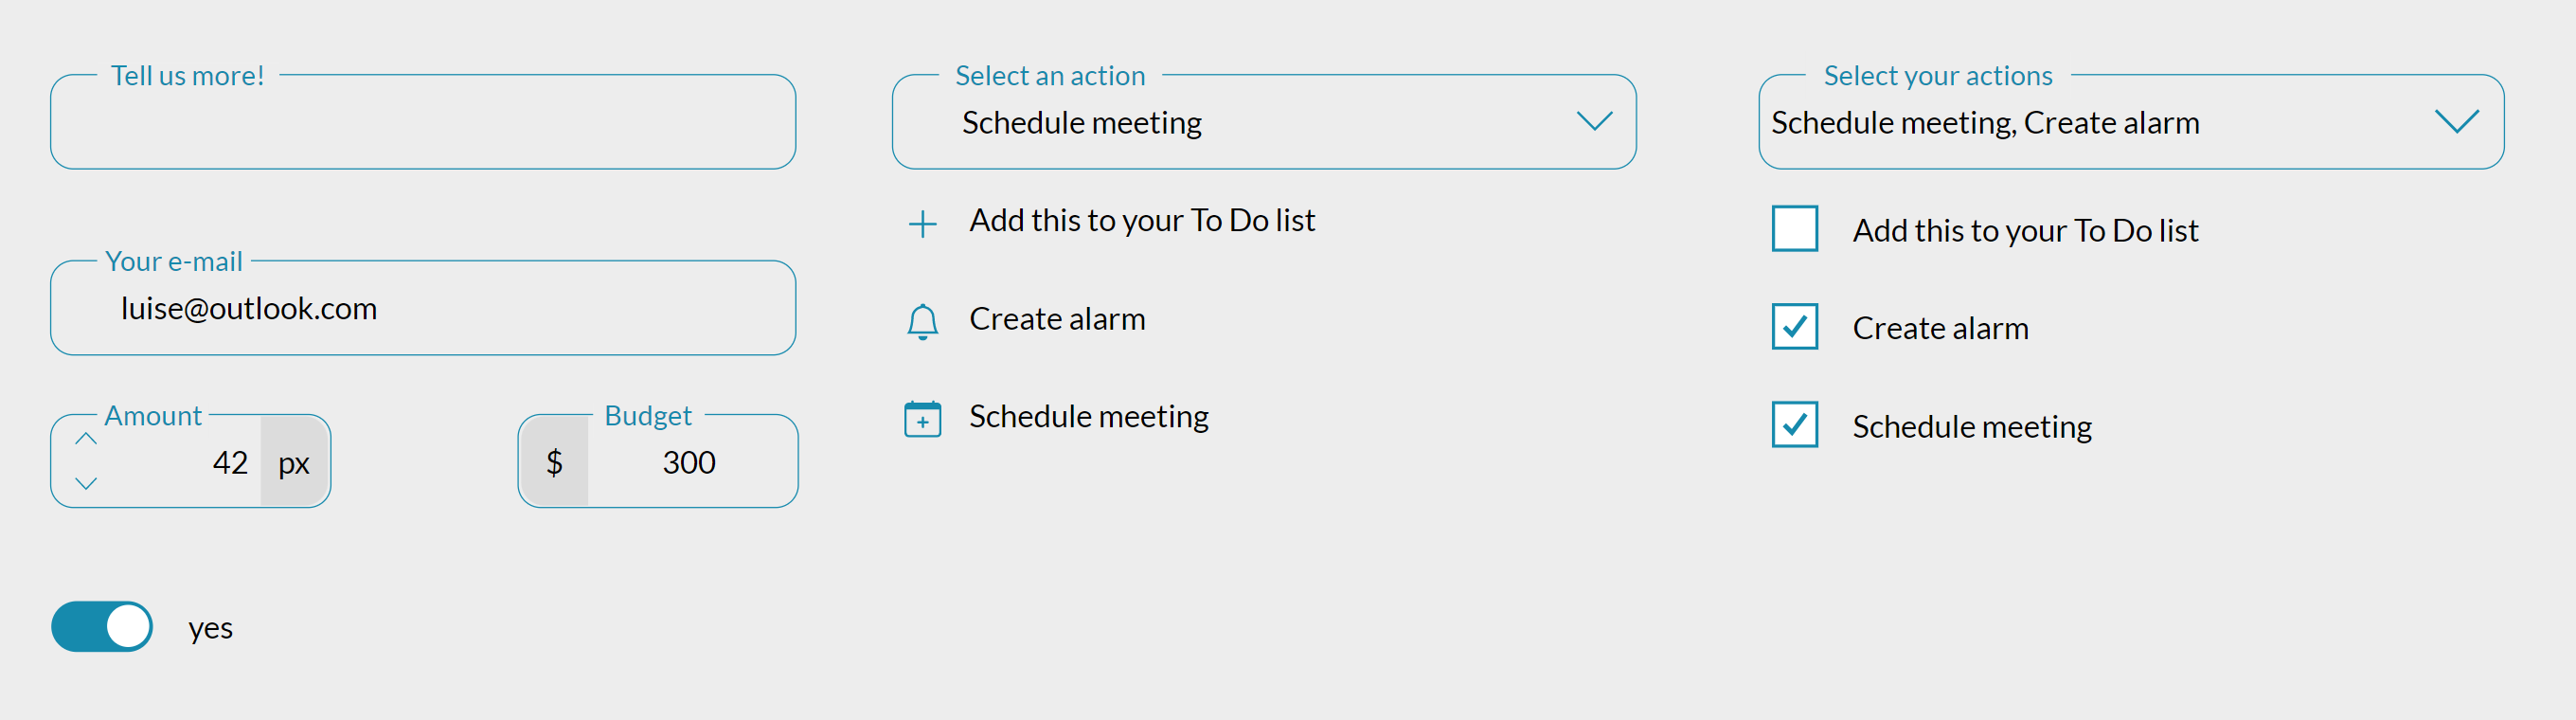 Tell us more!
Your e-mail
luise@outlook.com
Amount
42 px
Budget
$ 300
yes
Select an action
Schedule meeting
Add this to your To Do list
Create alarm
Schedule meeting
Select your actions
Schedule meeting, Create alarm
Add this to your To Do list
Create alarm
Schedule meeting